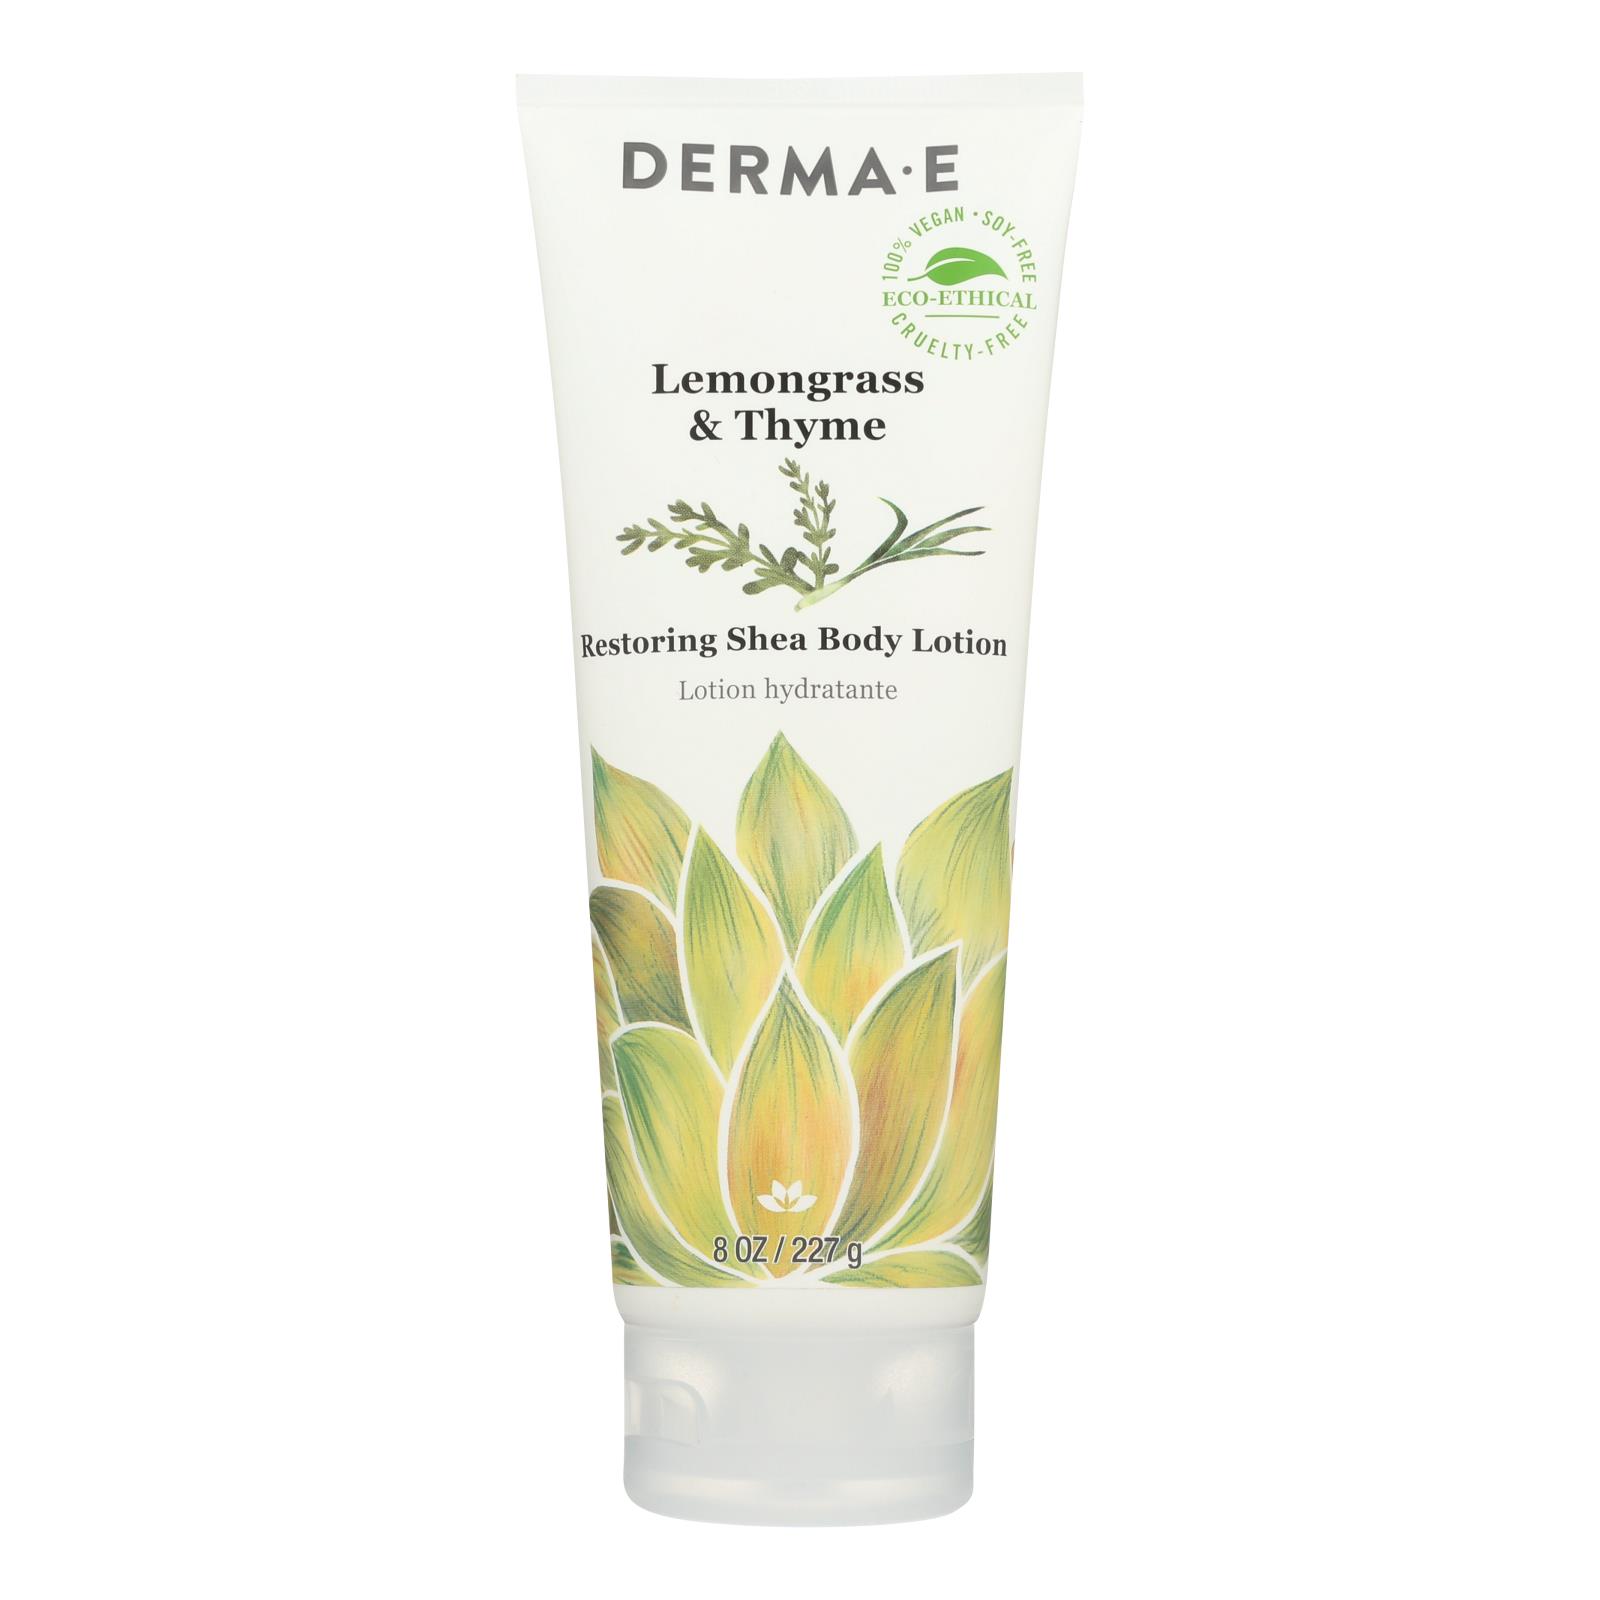 DERMA·E
100% VEGAN · SOY-FREE
ECO-ETHICAL
CRUELTY-FREE
Lemongrass
& Thyme
Restoring Shea Body Lotion
Lotion hydratante
8 OZ / 227 g